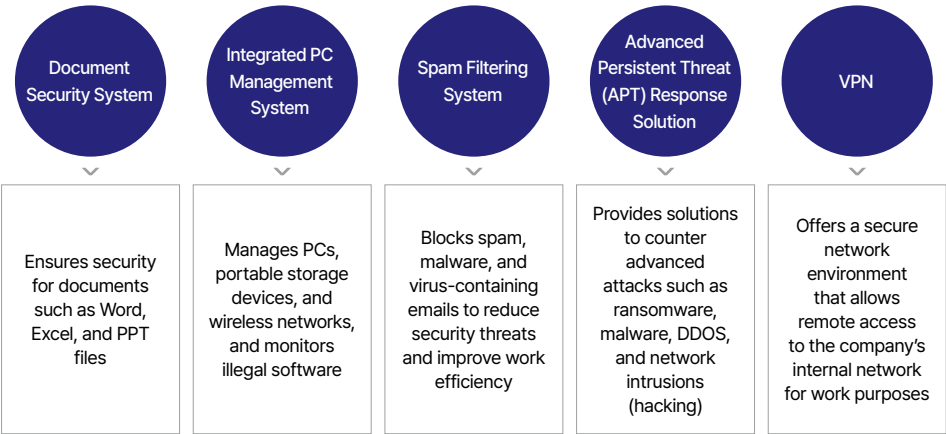 Document
Security System
Integrated PC
Management
System
Spam Filtering
System
Advanced
Persistent Threat
(APT) Response
Solution
VPN
Ensures security
for documents
such as Word,
Excel, and PPT
files
Manages PCs,
portable storage
devices, and
wireless networks,
and monitors
illegal software
Blocks spam,
malware, and
virus-containing
emails to reduce
security threats
and improve work
efficiency
Provides solutions
to counter
advanced
attacks such as
ransomware,
malware, DDOS,
and network
intrusions
(hacking)
Offers a secure
network
environment
that allows
remote access
to the company's
internal network
for work purposes